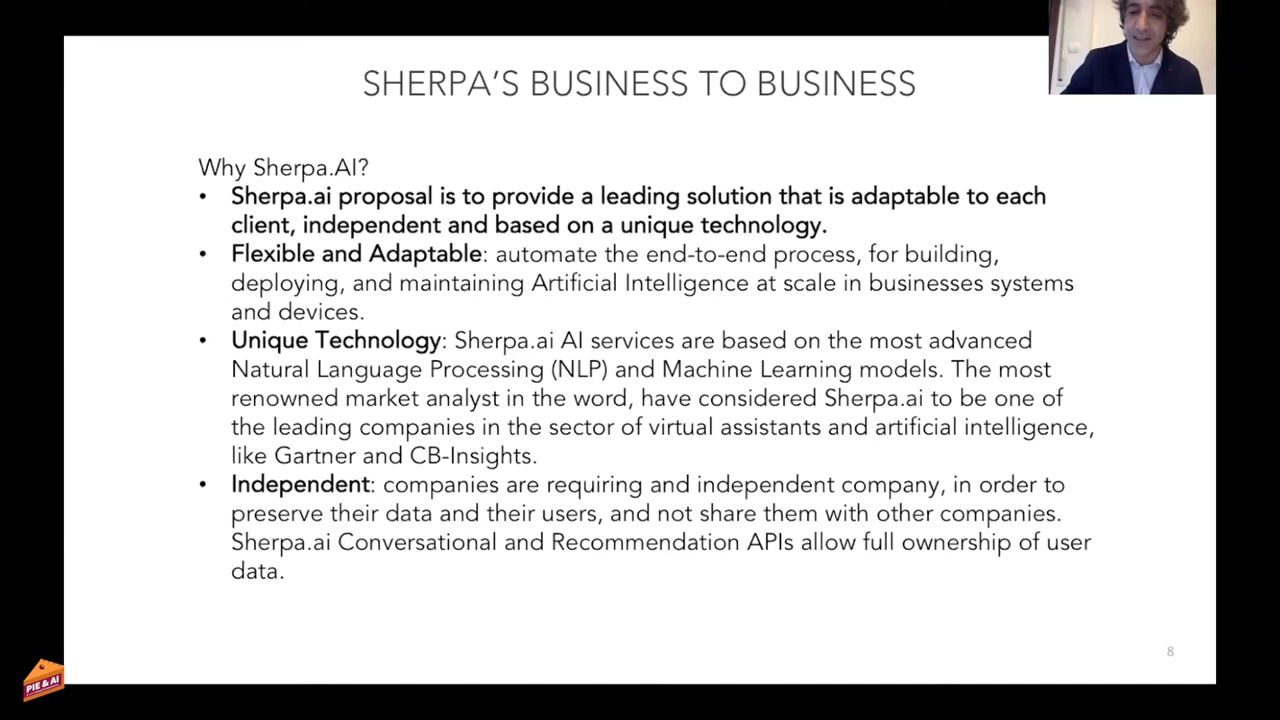 SHERPA'S BUSINESS TO BUSINESS
Why Sherpa.AI?
• Sherpa.ai proposal is to provide a leading solution that is adaptable to each
client, independent and based on a unique technology.
• Flexible and Adaptable: automate the end-to-end process, for building,
deploying, and maintaining Artificial Intelligence at scale in businesses systems
and devices.
• Unique Technology: Sherpa.ai AI services are based on the most advanced
Natural Language Processing (NLP) and Machine Learning models. The most
renowned market analyst in the word, have considered Sherpa.ai to be one of
the leading companies in the sector of virtual assistants and artificial intelligence,
like Gartner and CB-Insights.
• Independent: companies are requiring and independent company, in order to
preserve their data and their users, and not share them with other companies.
Sherpa.ai Conversational and Recommendation APIs allow full ownership of user
data.
8
PIE & AI